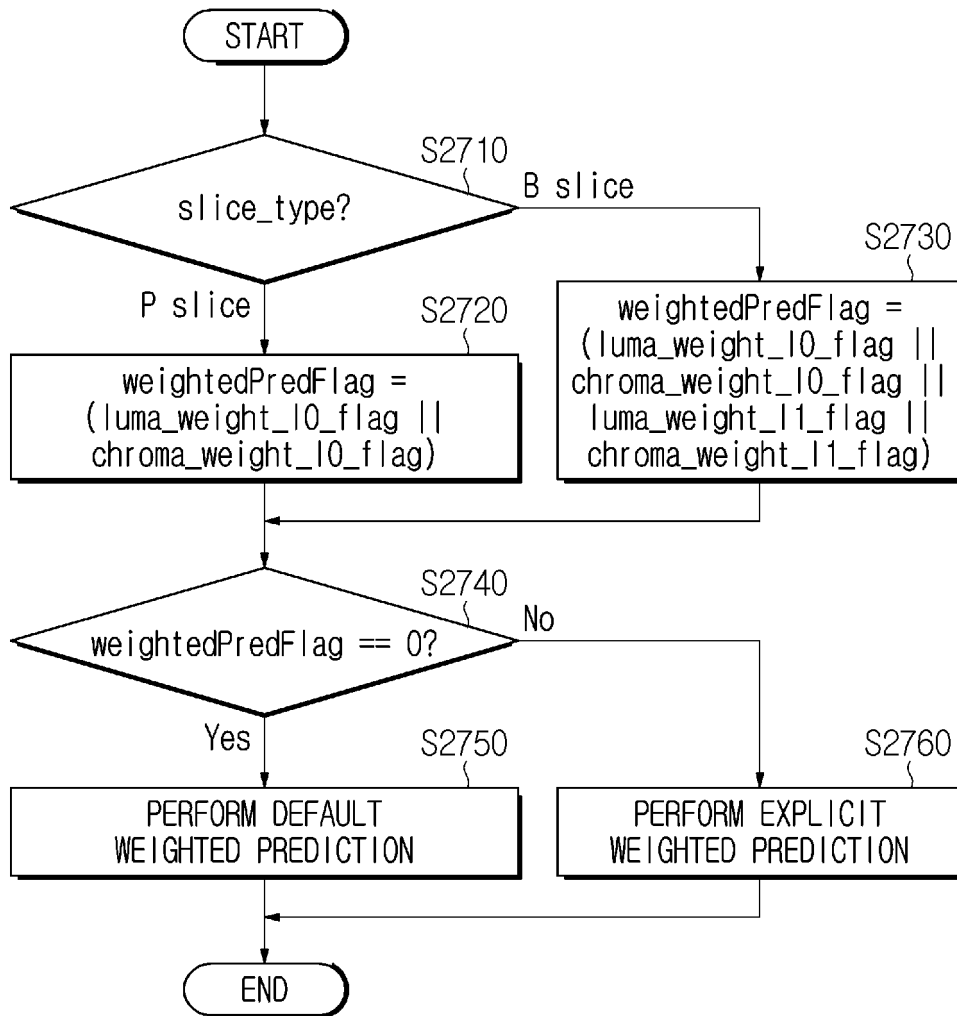 START
S2710
slice_type?
B slice
P slice
S2720
weightedPredFlag =
(luma_weight_l0_flag ||
chroma_weight_l0_flag)
S2730
weightedPredFlag =
(luma_weight_l0_flag ||
chroma_weight_l0_flag ||
luma_weight_l1_flag ||
chroma_weight_l1_flag)
S2740
weightedPredFlag == 0?
No
Yes
S2750
PERFORM DEFAULT
WEIGHTED PREDICTION
S2760
PERFORM EXPLICIT
WEIGHTED PREDICTION
END